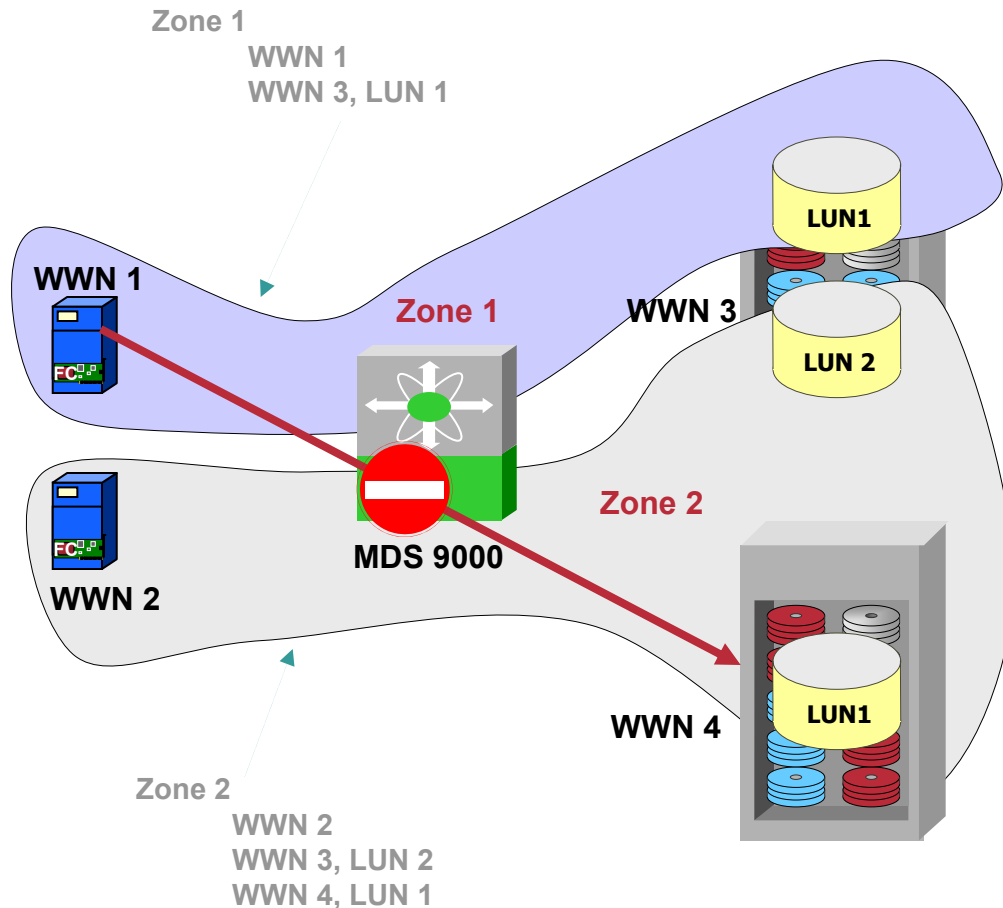 Zone 1
WWN 1
WWN 3, LUN 1
LUN1
WWN 1
WWN 3
Zone 1
LUN 2
FC
Zone 2
MDS 9000
FC
WWN 2
LUN1
WWN 4
Zone 2
WWN 2
WWN 3, LUN 2
WWN 4, LUN 1